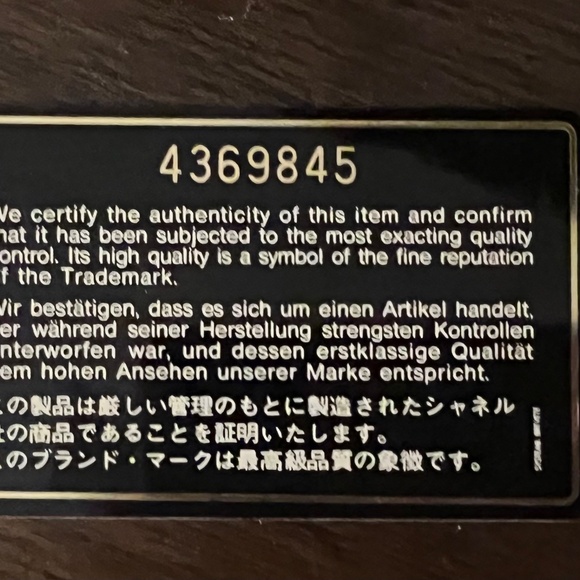 4369845
We certify the authenticity of this item and confirm
hat it has been subjected to the most exacting quality
ontrol. Its high quality is a symbol of the fine reputation
f the Trademark.
Wir bestätigen, dass es sich um einen Artikel handelt,
er während seiner Herstellung strengsten Kontrollen
nterworfen war, und dessen erstklassige Qualität
em hohen Ansehen unserer Marke entspricht.
の製品は厳しい管理のもとに製造されたシャネル
の商品であることを証明いたします。
のブランド・マークは最高級品質の象徴です。